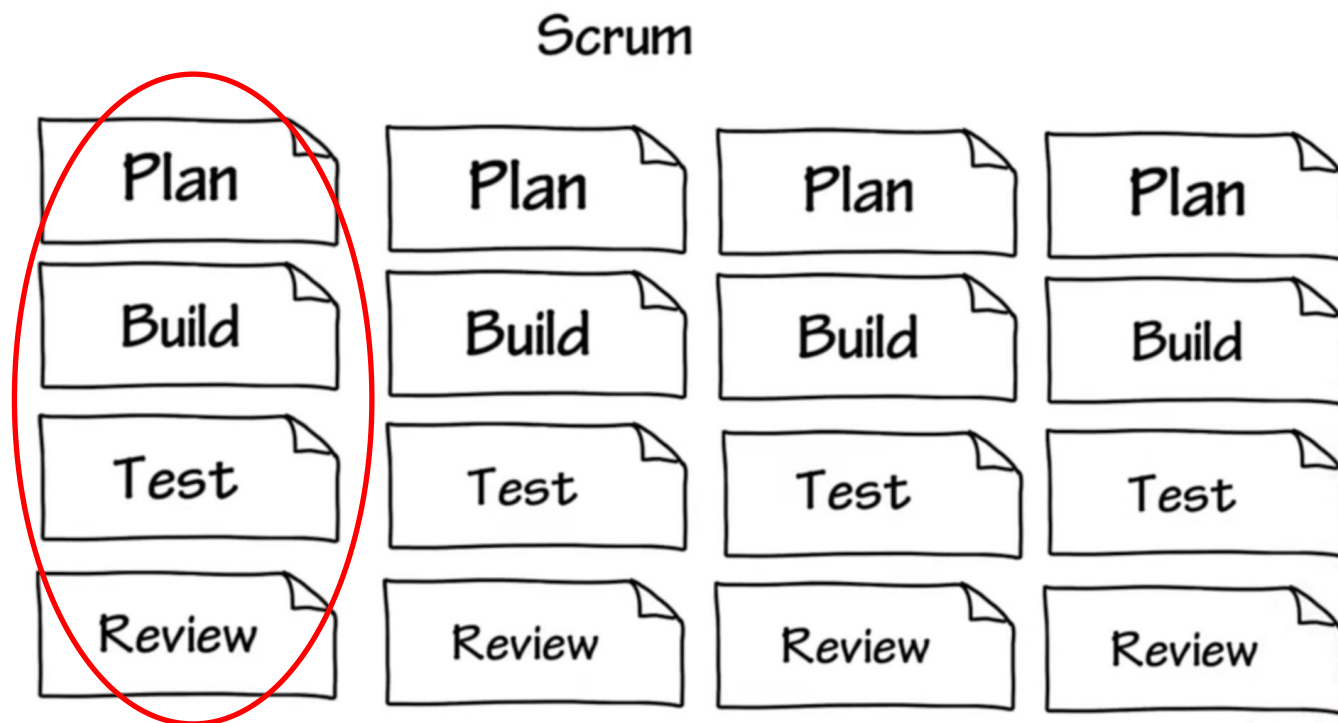 Scrum
Plan Plan Plan Plan
Build Build Build Build
Test Test Test Test
Review Review Review Review